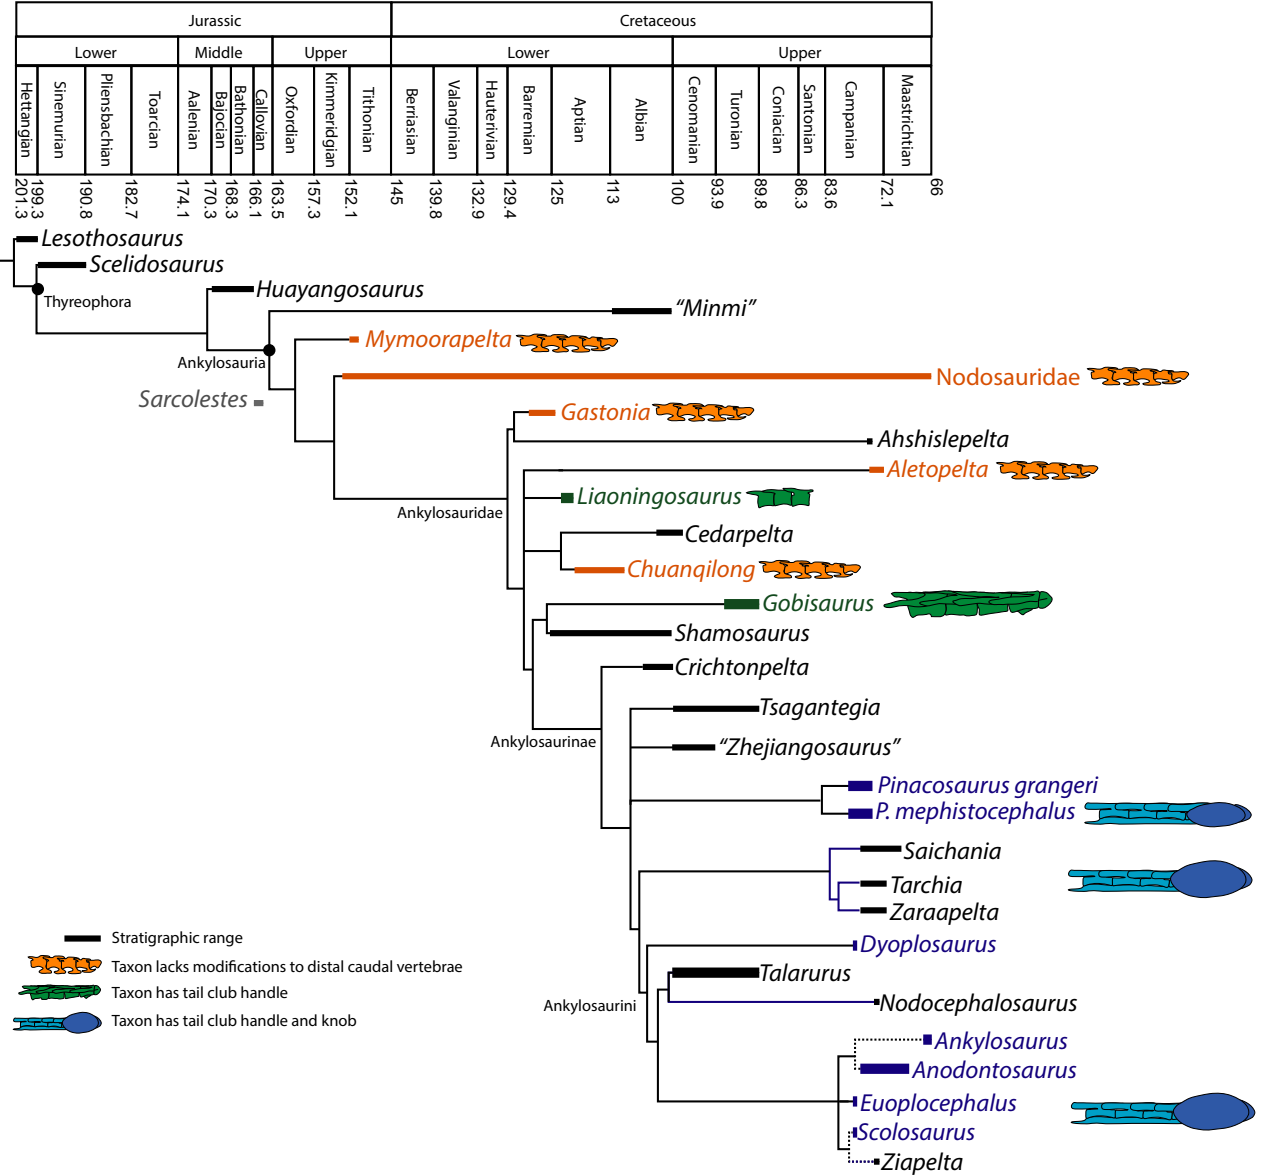 Jurassic
Cretaceous
Lower
Middle
Upper
Lower
Upper
Hettangian
Sinemurian
Pliensbachian
Toarcian
Aalenian
Bajocian
Bathonian
Callovian
Oxfordian
Kimmeridgian
Tithonian
Berriasian
Valanginian
Hauterivian
Barremian
Aptian
Albian
Cenomanian
Turonian
Coniacian
Santonian
Campanian
Maastrichtian
201.3
199.3
190.8
182.7
174.1
170.3
168.3
166.1
163.5
157.3
152.1
145
139.8
132.9
129.4
125
113
100
93.9
89.8
86.3
83.6
72.1
66
Lesothosaurus
Scelidosaurus
Thyreophora
Huayangosaurus
“Minmi”
Mymoorapelta
Ankylosauria
Nodosauridae
Sarcolestes
Gastonia
Ahshislepelta
Aletopelta
Liaoningosaurus
Ankylosauridae
Cedarpelta
Chuanqilong
Gobisaurus
Shamosaurus
Crichtonpelta
Tsagantegia
Ankylosaurinae
“Zhejiangosaurus”
Pinacosaurus grangeri
P. mephistocephalus
Saichania
Tarchia
Zaraapelta
Dyoplosaurus
Talarurus
Nodocephalosaurus
Ankylosaurini
Ankylosaurus
Anodontosaurus
Euoplocephalus
Scolosaurus
Ziapelta
Stratigraphic range
Taxon lacks modifications to distal caudal vertebrae
Taxon has tail club handle
Taxon has tail club handle and knob